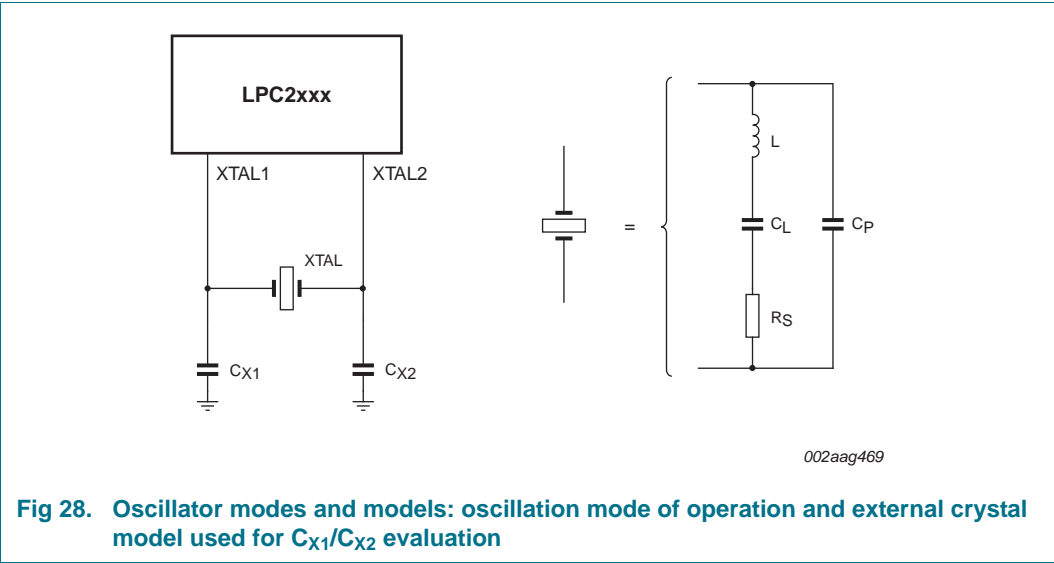 LPC2xxx
XTAL1
XTAL2
XTAL
CX1
CX2
=
L
CL
CP
RS
002aag469
Fig 28. Oscillator modes and models: oscillation mode of operation and external crystal
model used for CX1/CX2 evaluation